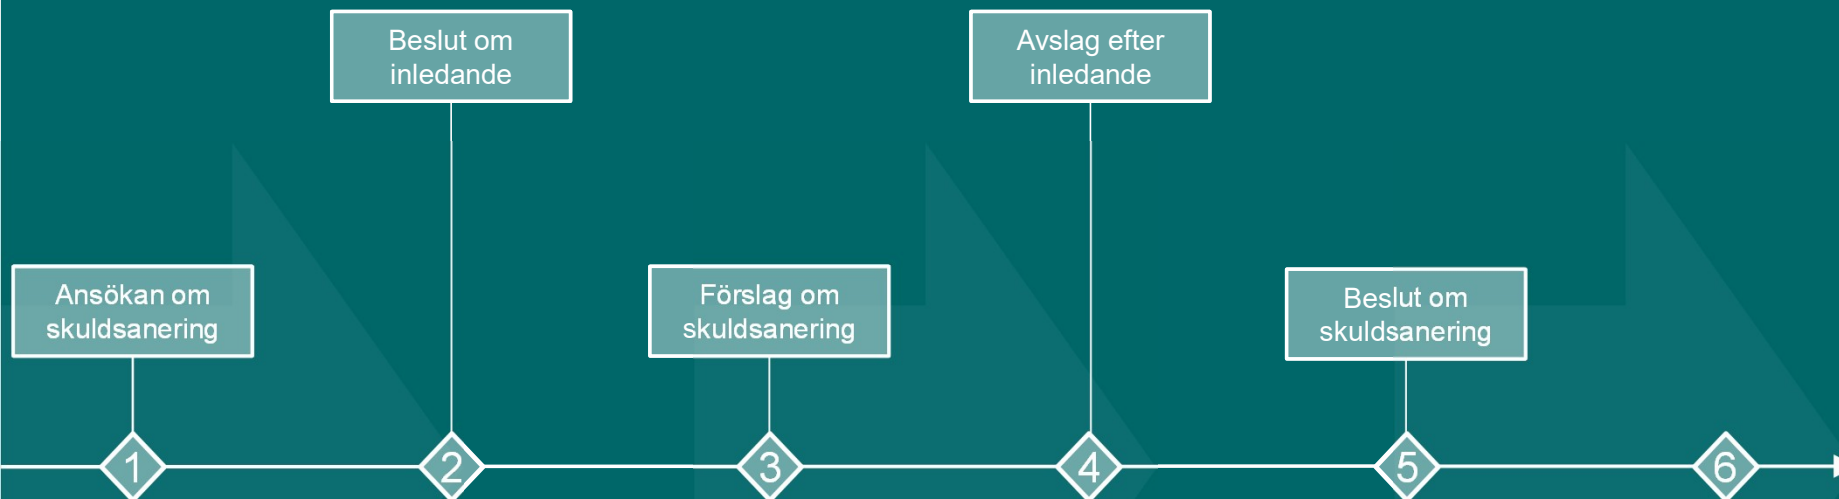 Beslut om
inledande
Avslag efter
inledande
Ansökan om
skuldsanering
Förslag om
skuldsanering
Beslut om
skuldsanering
1
2
3
4
5
6